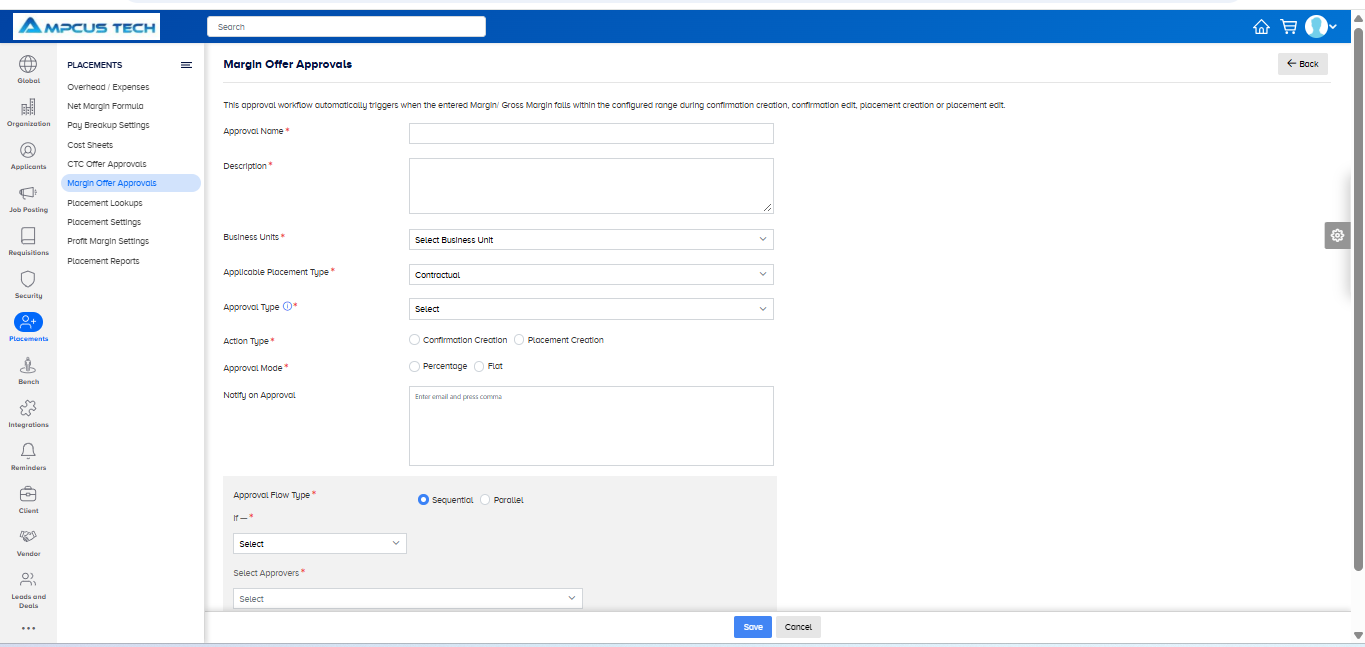 AMPCUS TECH
Search
Global
Organization
Applicants
Job Posting
Requisitions
Security
Placements
Bench
Integrations
Reminders
Client
Vendor
Leads and
Deals
PLACEMENTS
Overhead / Expenses
Net Margin Formula
Pay Breakup Settings
Cost Sheets
CTC Offer Approvals
Margin Offer Approvals
Placement Lookups
Placement Settings
Profit Margin Settings
Placement Reports
Margin Offer Approvals
Back
This approval workflow automatically triggers when the entered Margin/ Gross Margin falls within the configured range during confirmation creation, confirmation edit, placement creation or placement edit.
Approval Name *
Description *
Business Units *
Select Business Unit
Applicable Placement Type *
Contractual
Approval Type *
Select
Action Type *
Confirmation Creation Placement Creation
Approval Mode *
Percentage Flat
Notify on Approval
Enter email and press comma
Approval Flow Type *
Sequential Parallel
If -- *
Select
Select Approvers *
Select
Save Cancel